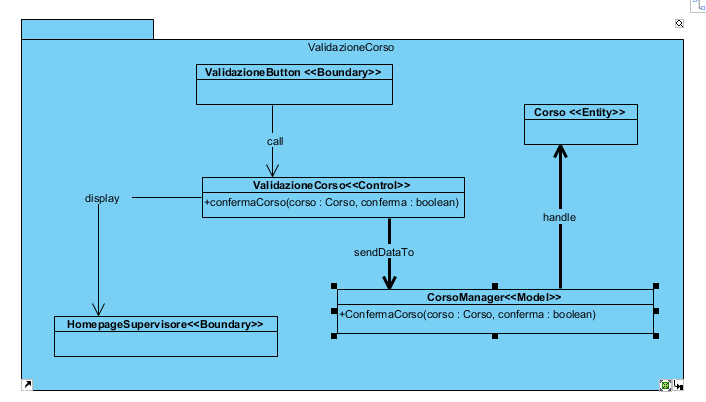 ValidazioneCorso
ValidazioneButton <<Boundary>>
Corso <<Entity>>
call
ValidazioneCorso<<Control>>
+confermaCorso(corso : Corso, conferma : boolean)
display
handle
sendDataTo
CorsoManager<<Model>>
+ConfermaCorso(corso : Corso, conferma : boolean)
HomepageSupervisore<<Boundary>>